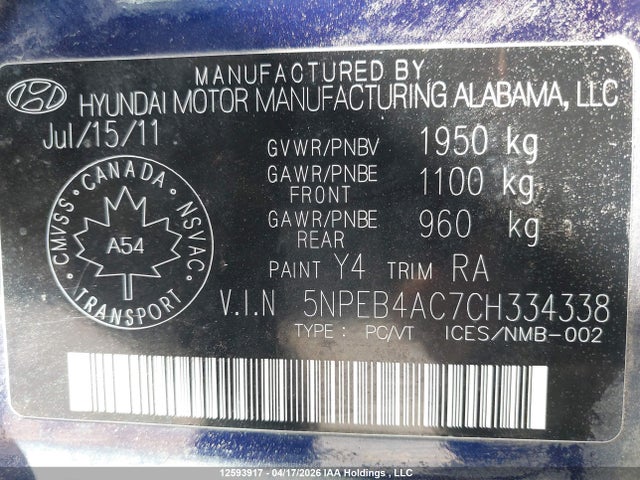 MANUFACTURED BY
HYUNDAI MOTOR MANUFACTURING ALABAMA, LLC
Jul/15/11
GVWR/PNBV 1950 kg
GAWR/PNBE FRONT 1100 kg
GAWR/PNBE REAR 960 kg
CANADA
CMVSS NSVAC
A54
TRANSPORT
PAINT Y4 TRIM RA
V.I.N 5NPEB4AC7CH334338
TYPE : PC/VT ICES/NMB-002
12593917 - 04/17/2026 IAA Holdings , LLC